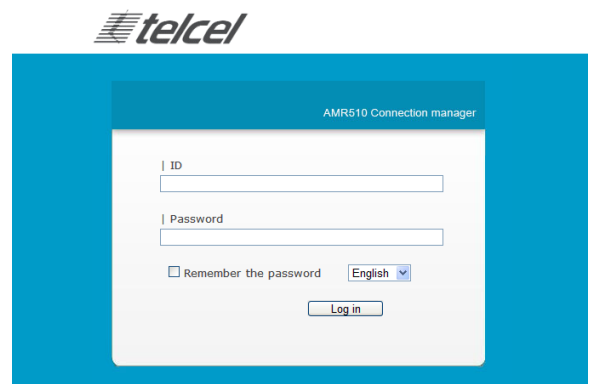 telcel
AMR510 Connection manager
| ID
| Password
Remember the password English
Log in